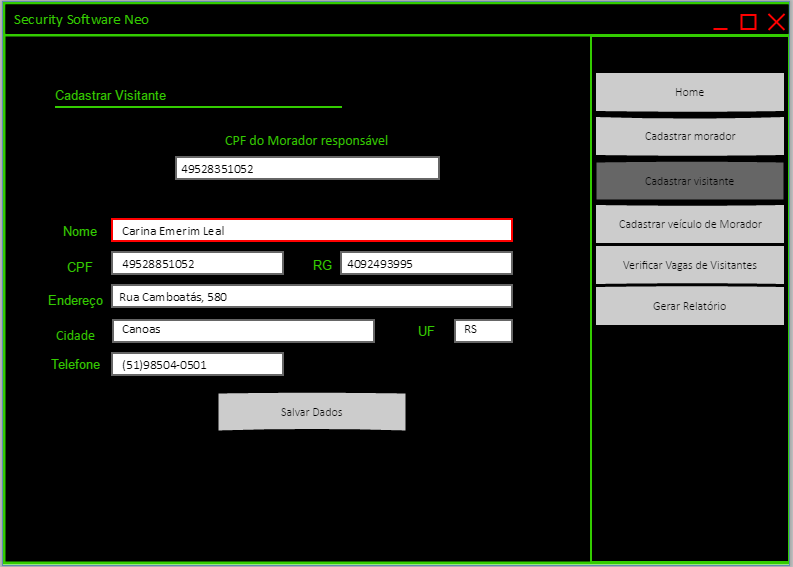 Security Software Neo
Cadastrar Visitante
CPF do Morador responsável
49528351052
Nome Carina Emerim Leal
CPF 49528851052 RG 4092493995
Endereço Rua Camboatás, 580
Cidade Canoas UF RS
Telefone (51)98504-0501
Salvar Dados
Home
Cadastrar morador
Cadastrar visitante
Cadastrar veículo de Morador
Verificar Vagas de Visitantes
Gerar Relatório